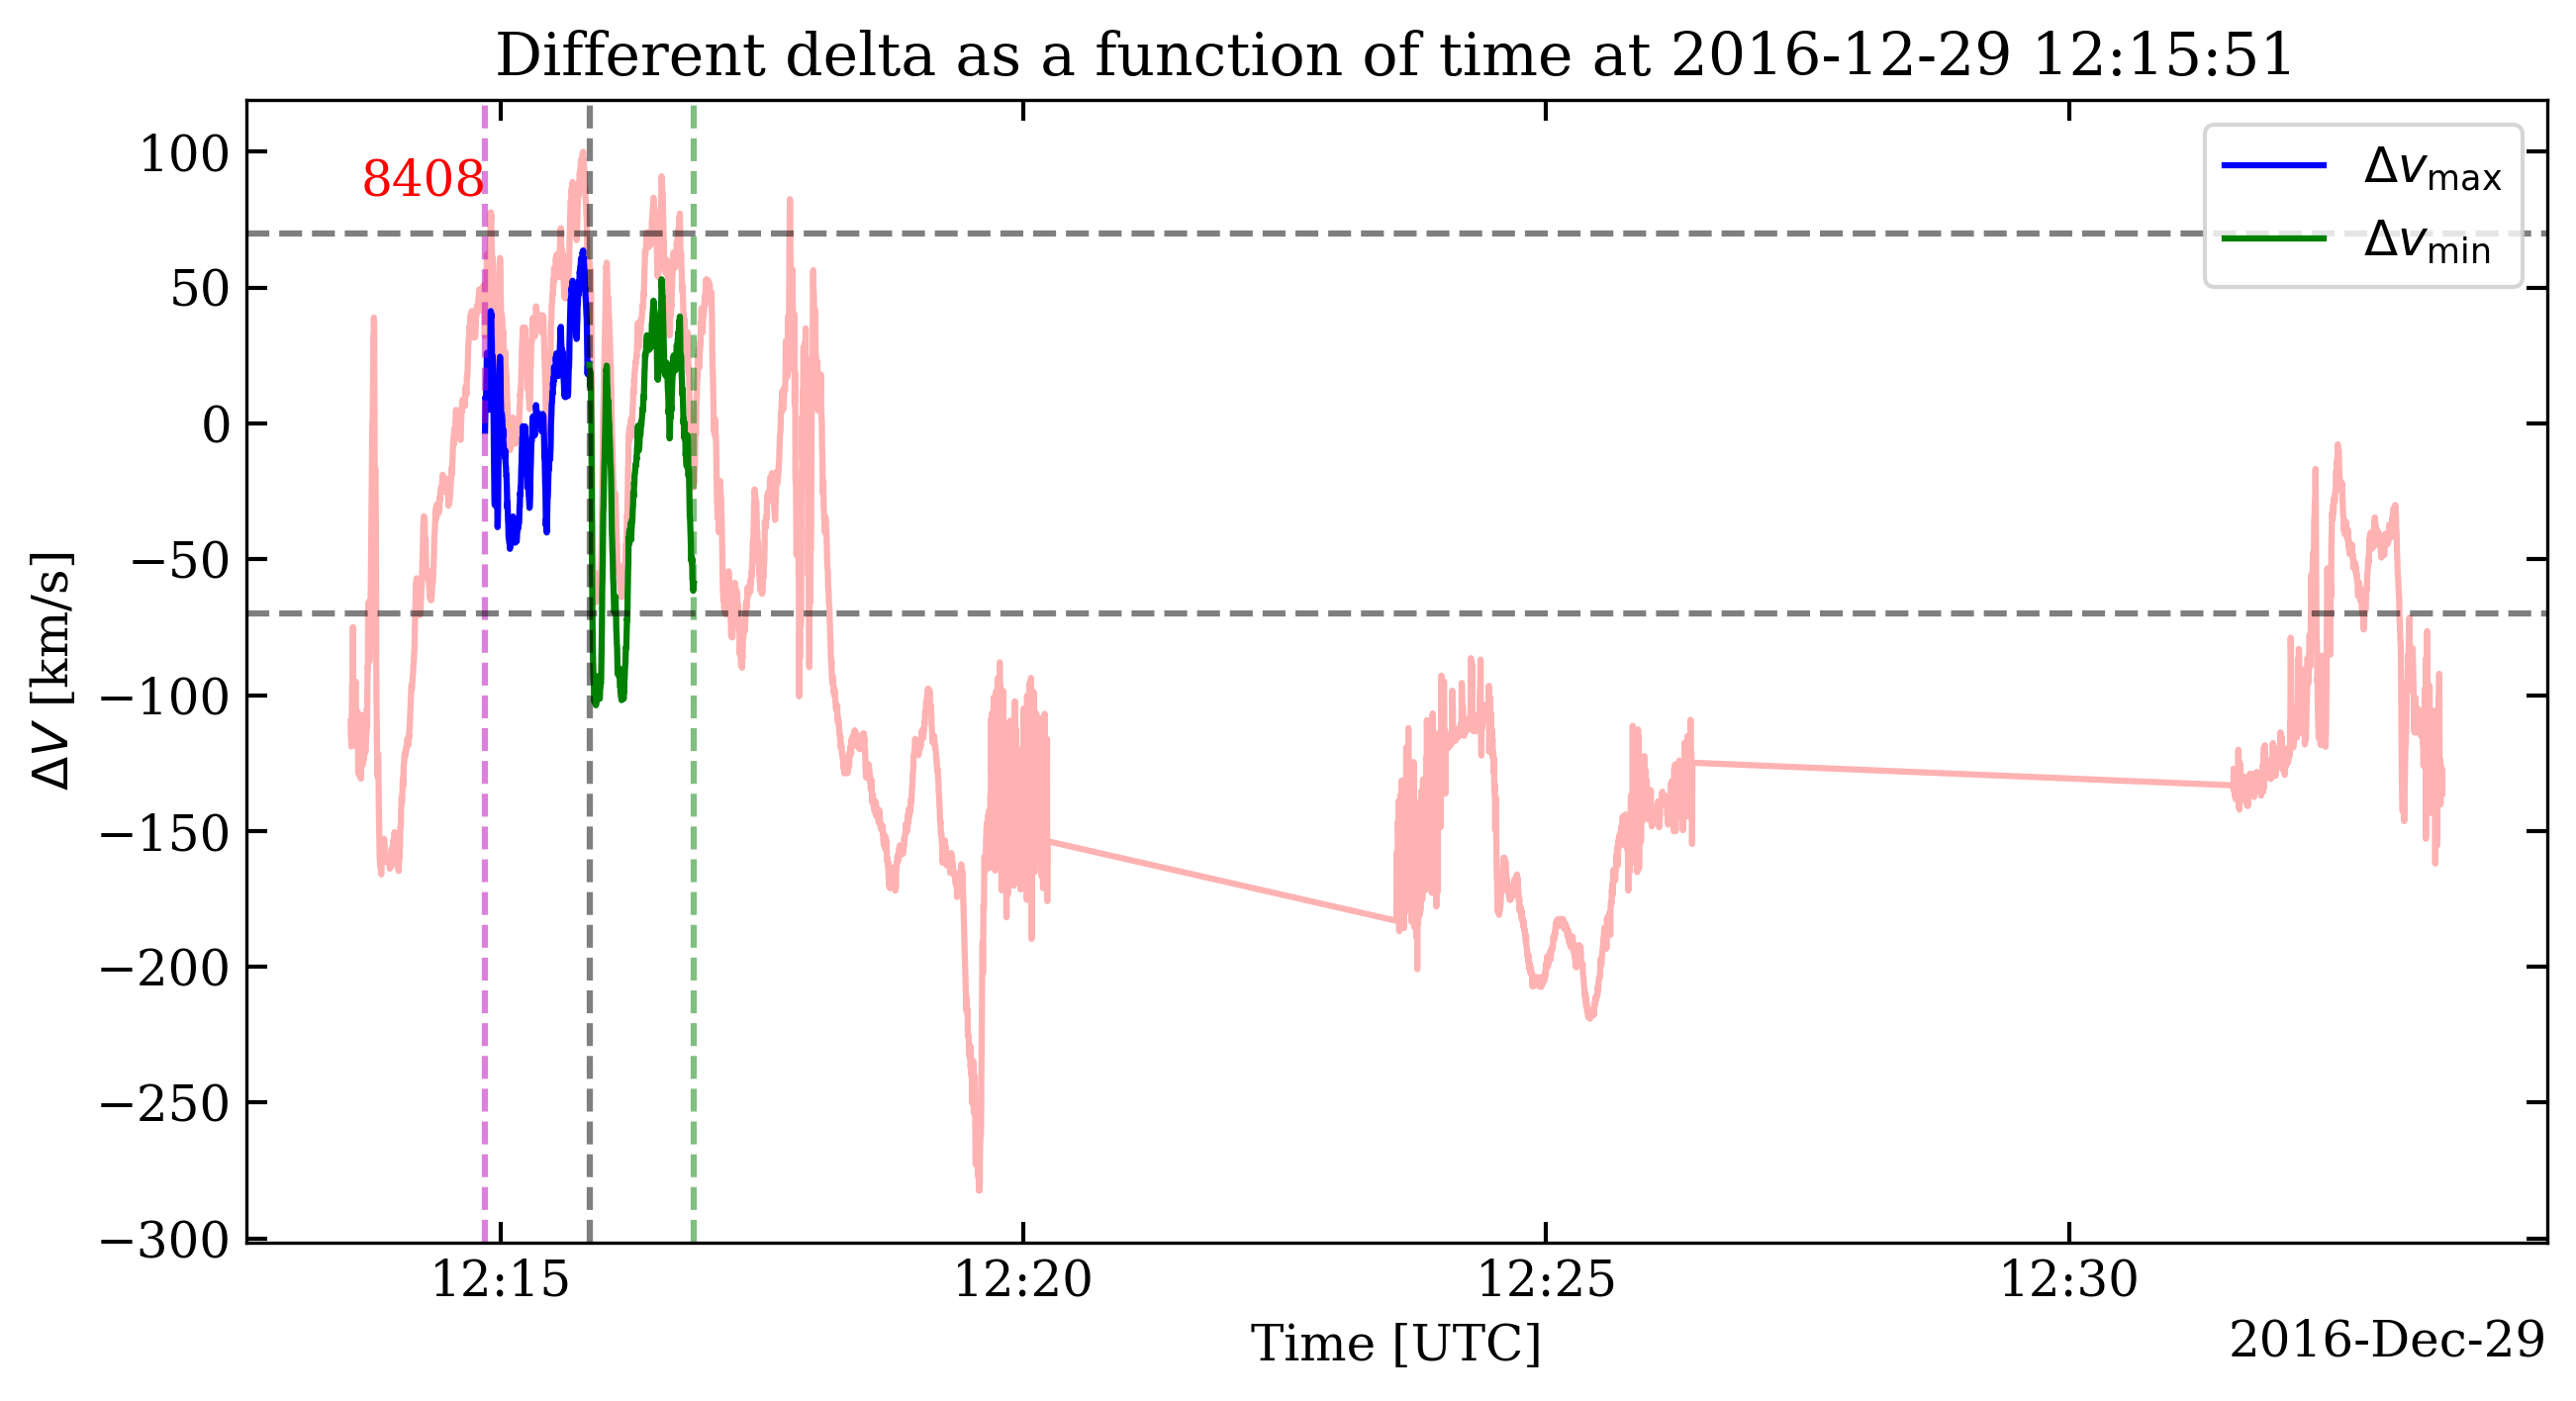 Different delta as a function of time at 2016-12-29 12:15:51
8408
Δv_max
Δv_min
100
50
0
−50
−100
−150
−200
−250
−300
ΔV [km/s]
12:15 12:20 12:25 12:30
Time [UTC]
2016-Dec-29